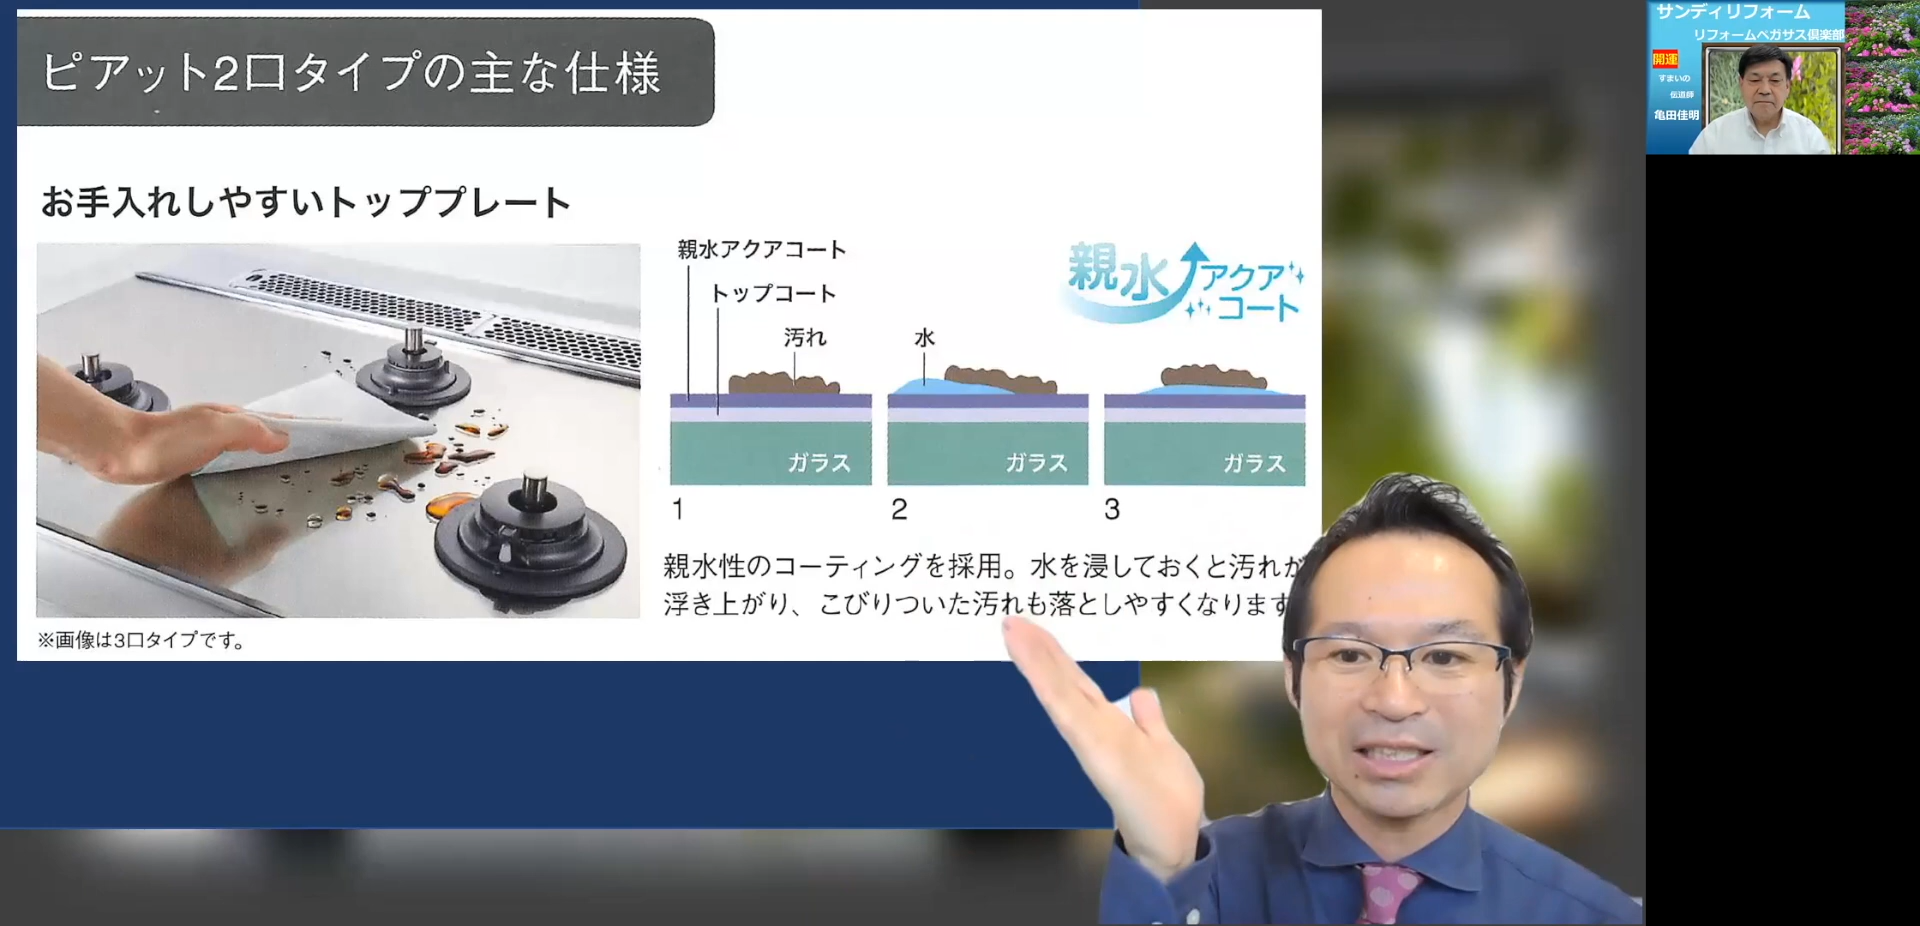 ピアット2口タイプの主な仕様
お手入れしやすいトッププレート
親水アクアコート
トップコート
汚れ
水
親水アクア
コート
ガラス
ガラス
ガラス
1
2
3
親水性のコーティングを採用。水を浸しておくと汚れが
浮き上がり、こびりついた汚れも落としやすくなります
※画像は3口タイプです。
サンディリフォーム
リフォームペガサス倶楽部
開運
すまいの
伝道師
亀田佳明